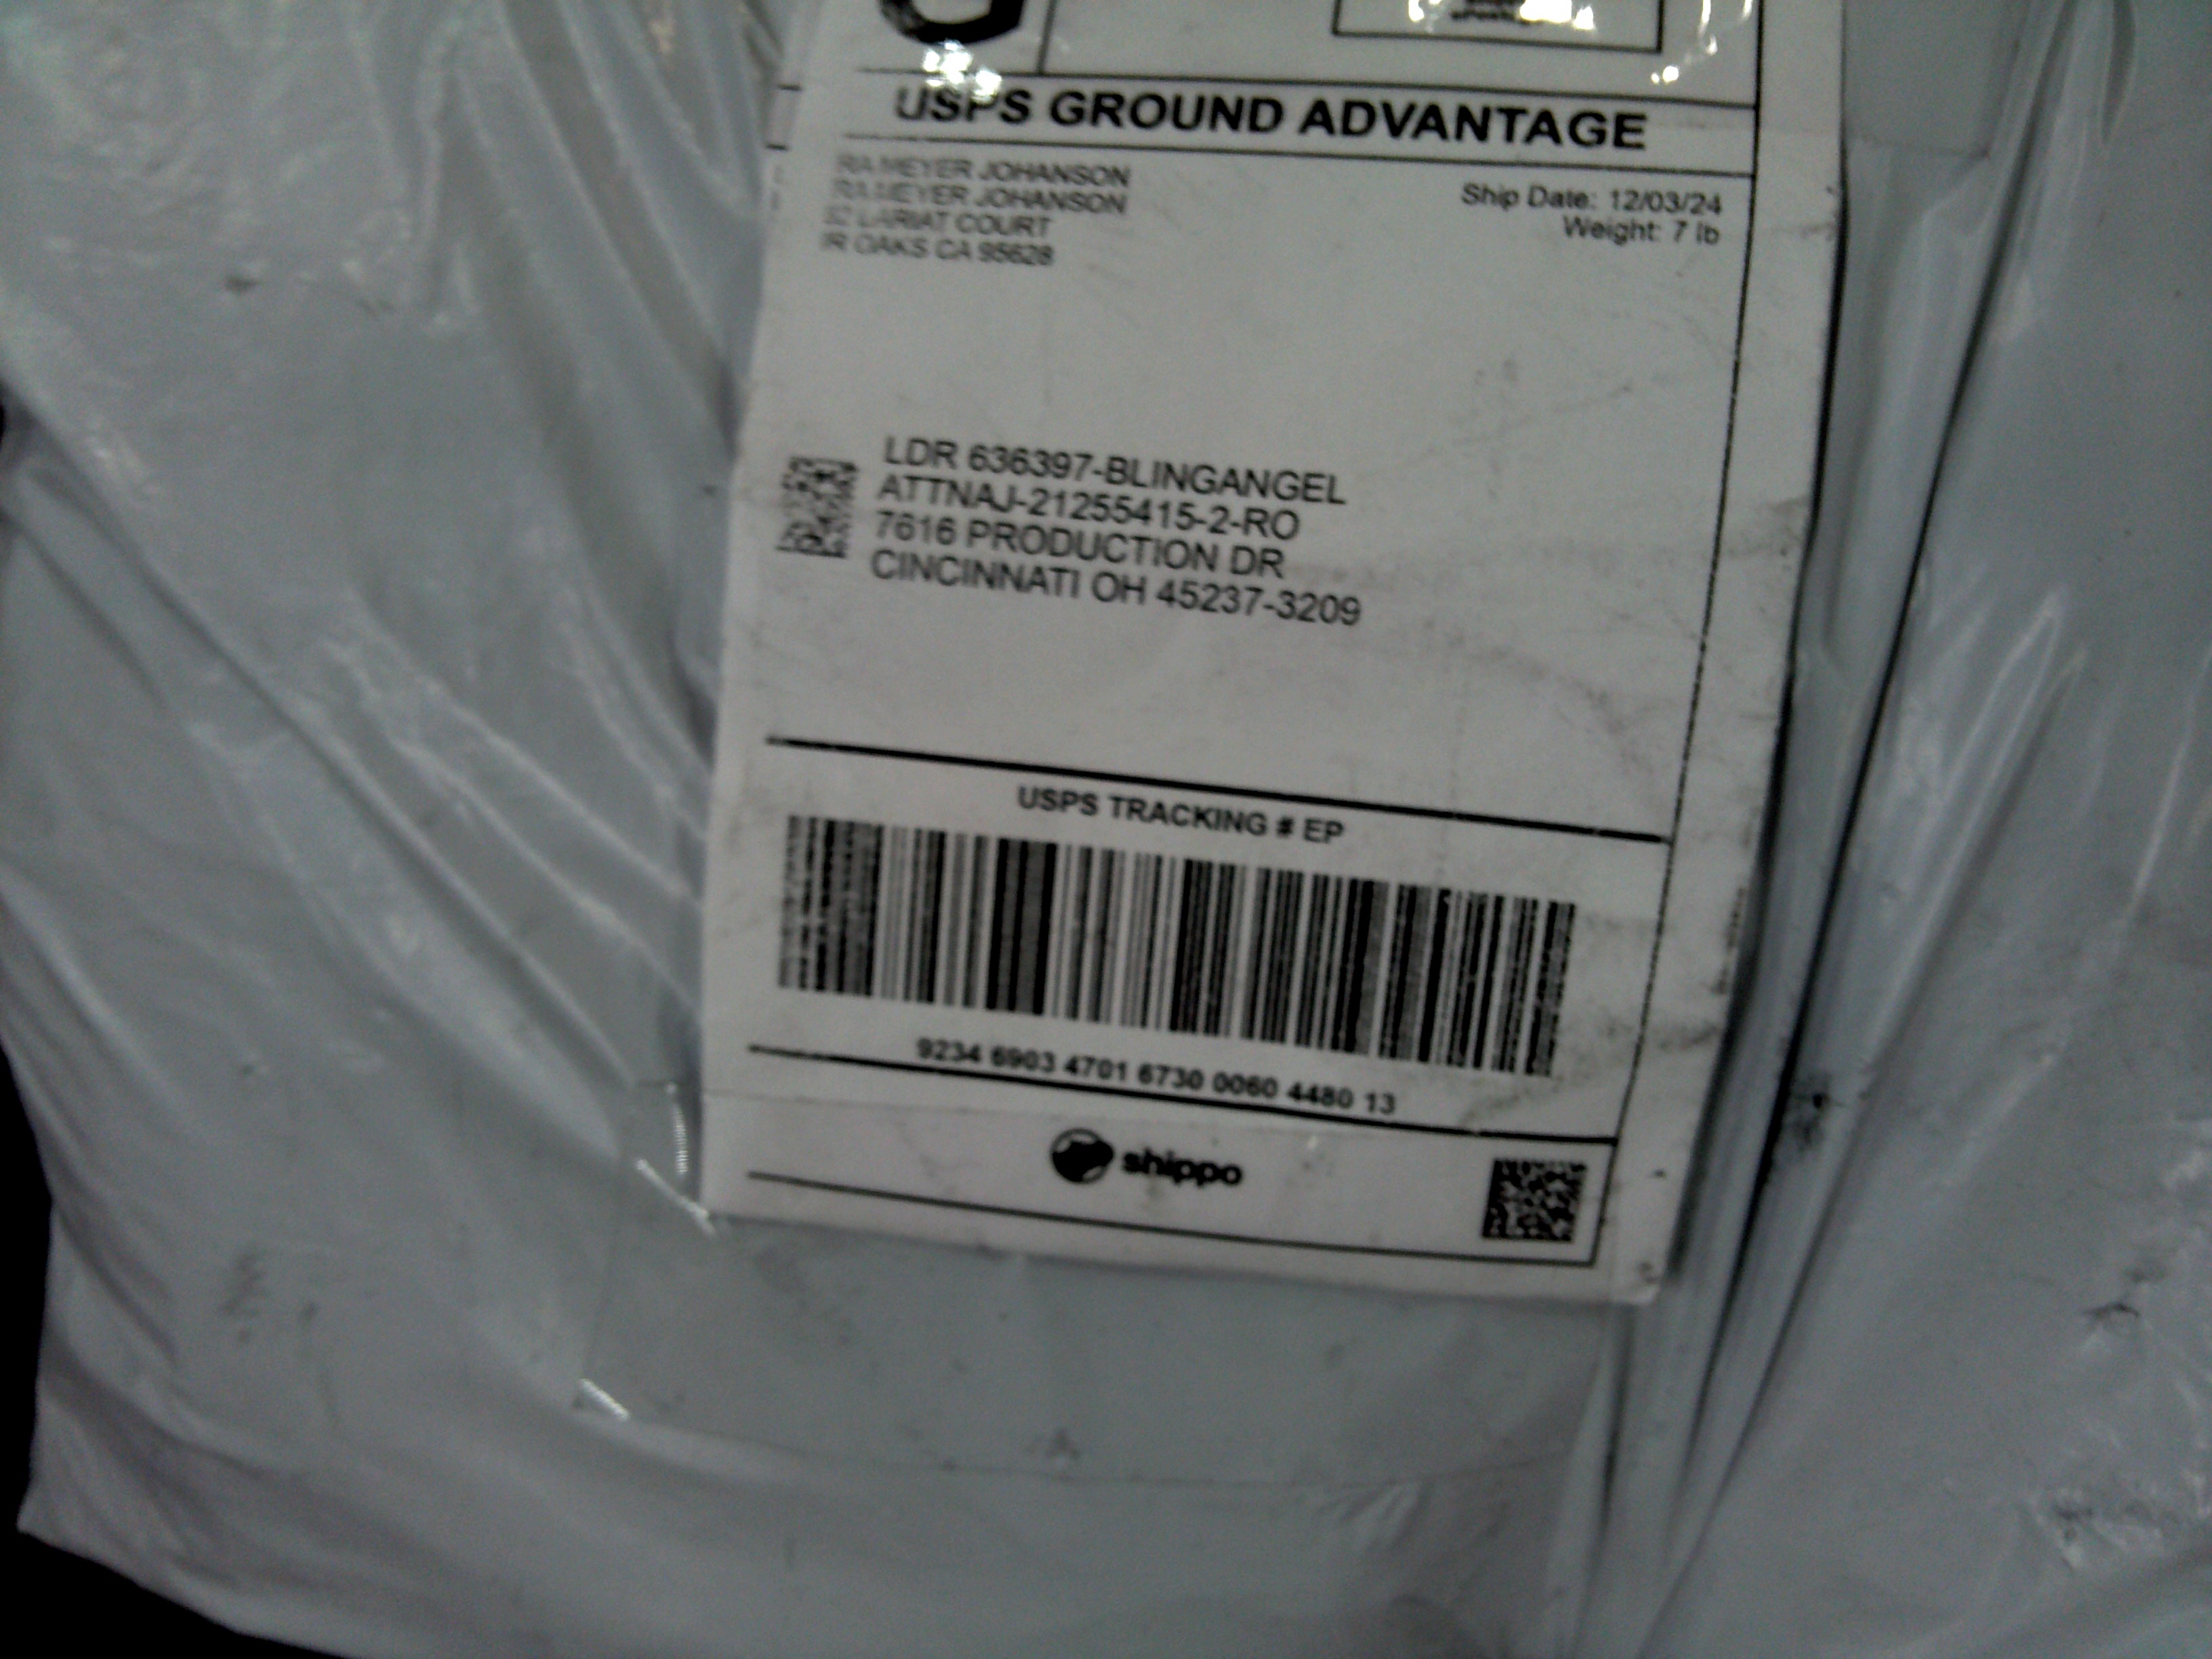 USPS GROUND ADVANTAGE
RA MEYER JOHANSON
RA MEYER JOHANSON
LARIAT COURT
IR OAKS CA 95628
Ship Date: 12/03/24
Weight: 7 lb
LDR 636397-BLINGANGEL
ATTNAJ-21255415-2-RO
7616 PRODUCTION DR
CINCINNATI OH 45237-3209
USPS TRACKING # EP
9234 6903 4701 6730 0060 4480 13
shippo